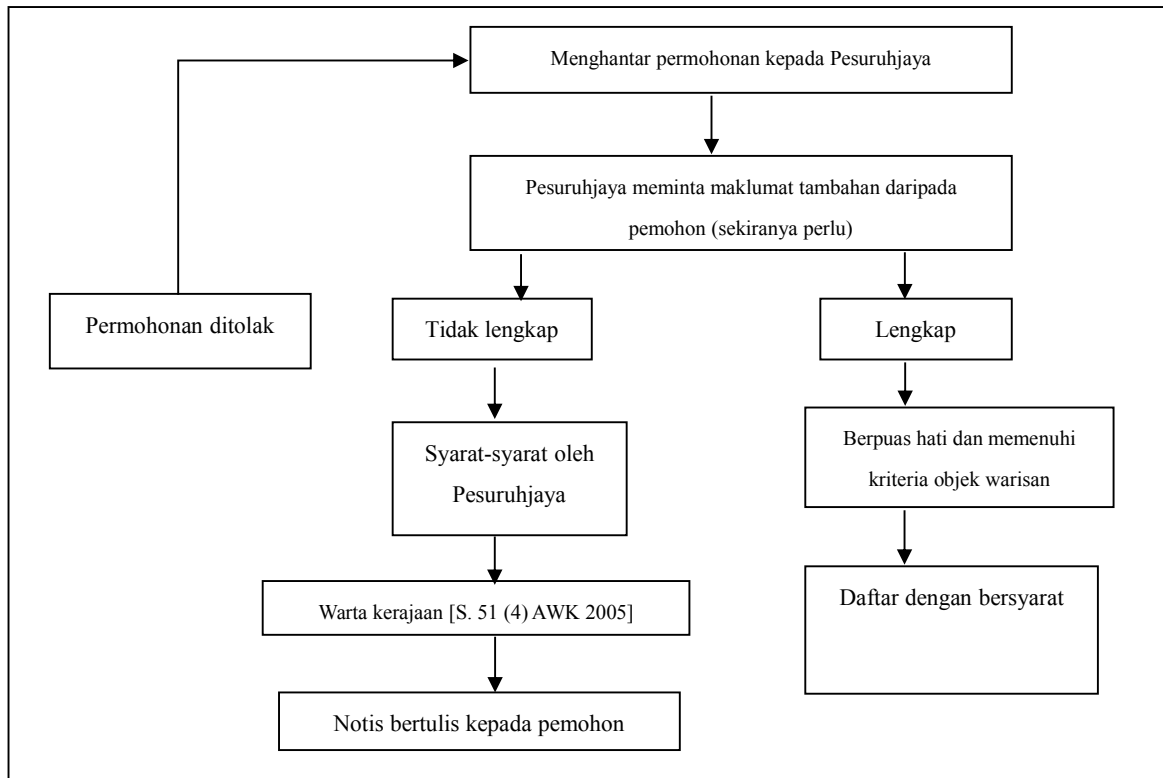 Menghantar permohonan kepada Pesuruhjaya
Pesuruhjaya meminta maklumat tambahan daripada
pemohon (sekiranya perlu)
Permohonan ditolak
Tidak lengkap
Lengkap
Syarat-syarat oleh
Pesuruhjaya
Berpuas hati dan memenuhi
kriteria objek warisan
Warta kerajaan [S. 51 (4) AWK 2005]
Daftar dengan bersyarat
Notis bertulis kepada pemohon